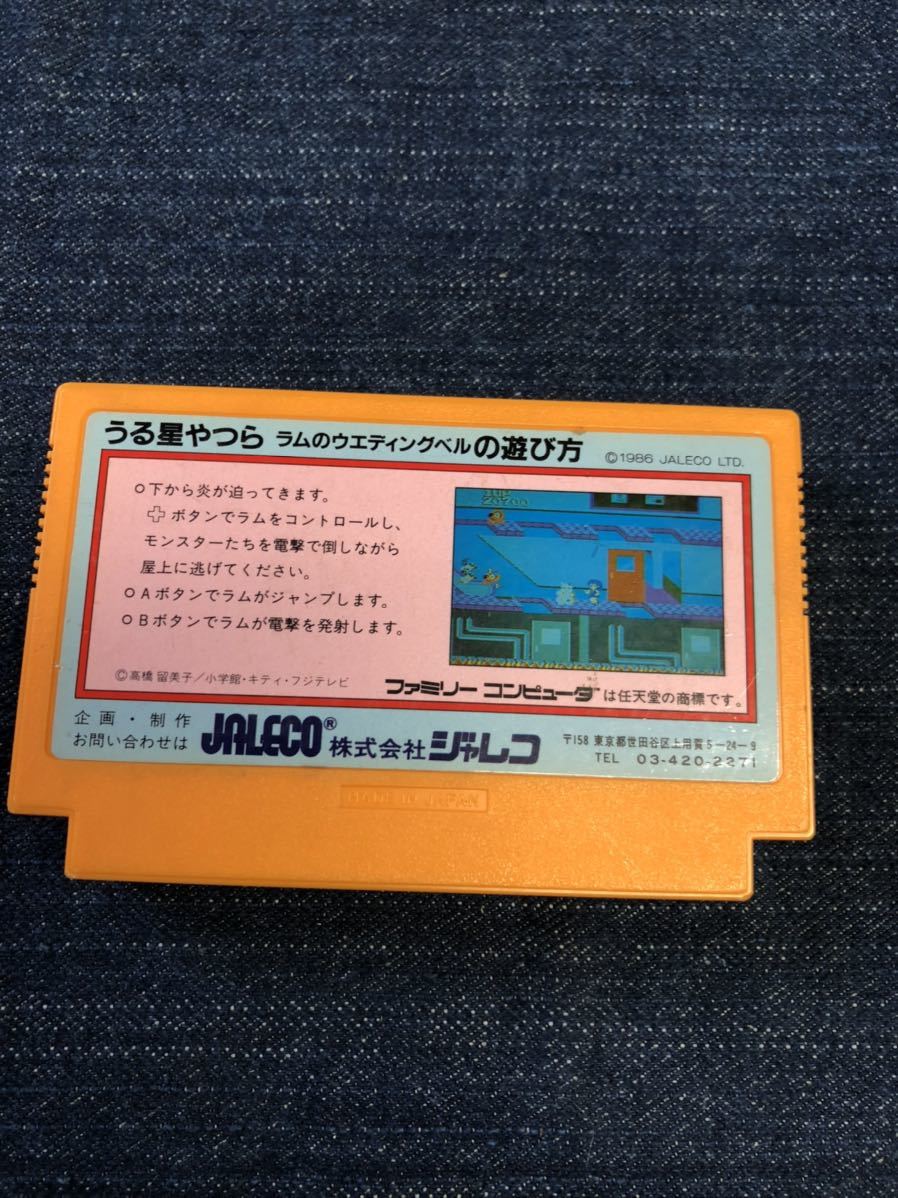 うる星やつら ラムのウエディングベルの遊び方
©1986 JALECO LTD.
○下から炎が迫ってきます。
ボタンでラムをコントロールし、
モンスターたちを電撃で倒しながら
屋上に逃げてください。
○Aボタンでラムがジャンプします。
○Bボタンでラムが電撃を発射します。
TOP
20200
©高橋 留美子/小学館・キティ・フジテレビ
ファミリー コンピュータは任天堂の商標です。
企画・制作
お問い合わせは
JALECO® 株式会社ジャレコ
〒158 東京都世田谷区上用賀5-24-9
TEL 03-420-2271
MADE IN JAPAN